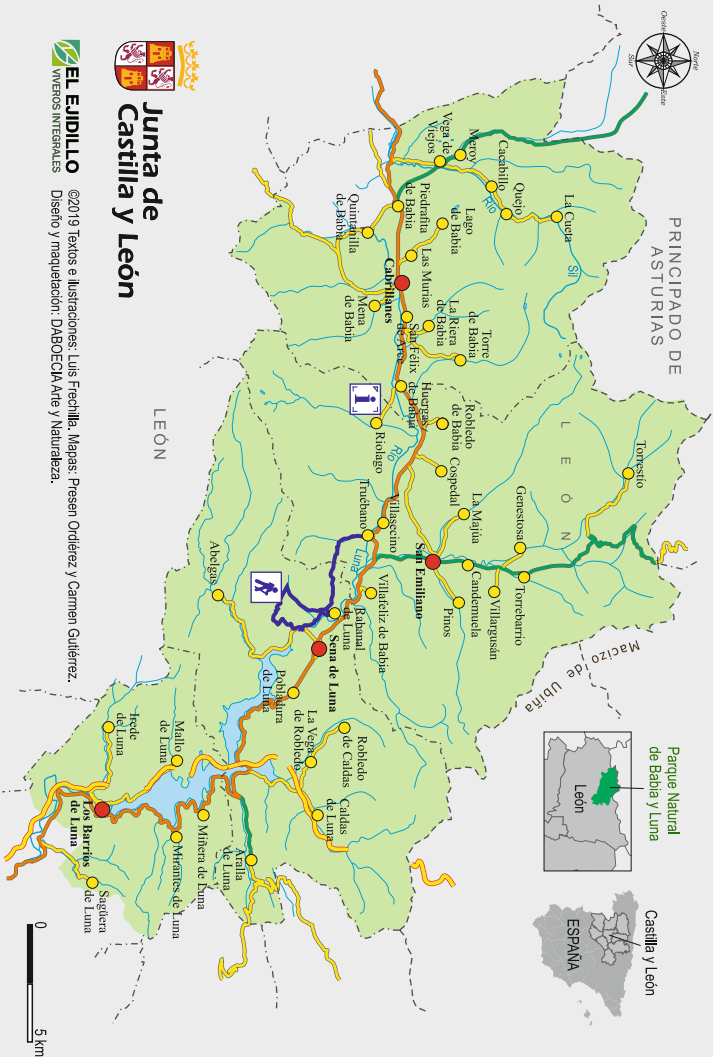 Norte
Oeste
Este
Sur
PRINCIPADO DE
ASTURIAS
La Cueta
Quejo
Cacabillo
Meroy
Vega de
Viejos
Río
Sil
Piedrafita
de Babia
Lago
de Babia
Las Murias
Quintanilla
de Babia
Cabrillanes
Mena
de Babia
La Riera
de Babia
Torre
de Babia
San Félix
de Arce
Huergas
de Babia
Robledo
de Babia
Cospedal
Riolago
i
Río
Luna
LEÓN
Torrestío
Genestosa
La Majúa
San Emiliano
Torrebarrio
Villargusán
Candemuela
Pinos
Villasecino
Truébano
Villafeliz de Babia
Rabanal
de Luna
Sena de Luna
Abelgas
Pobladura
de Luna
Macizo de Ubiña
LEÓN
La Vega
de Robledo
Robledo
de Caldas
Caldas
de Luna
Mallo
de Luna
Irede
de Luna
Los Barrios
de Luna
Miñera de Luna
Mirantes de Luna
Aralla
de Luna
Sagüera
de Luna
Parque Natural
de Babia y Luna
León
Castilla y León
ESPAÑA
0 5 km
Junta de
Castilla y León
EL EJIDILLO
VIVEROS INTEGRALES
©2019 Textos e ilustraciones: Luis Frechilla. Mapas: Presen Ordiérez y Carmen Gutiérrez.
Diseño y maquetación: DABOECIA Arte y Naturaleza.